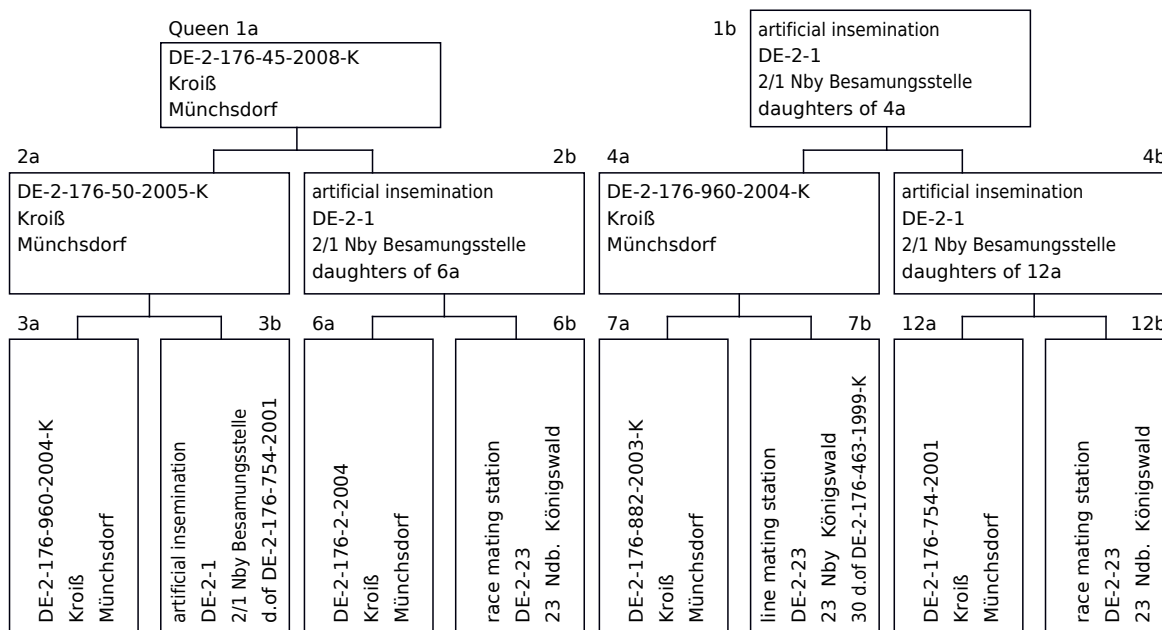 Queen 1a
DE-2-176-45-2008-K
Kroiß
Münchsdorf
1b
artificial insemination
DE-2-1
2/1 Nby Besamungsstelle
daughters of 4a
2a
DE-2-176-50-2005-K
Kroiß
Münchsdorf
2b
artificial insemination
DE-2-1
2/1 Nby Besamungsstelle
daughters of 6a
4a
DE-2-176-960-2004-K
Kroiß
Münchsdorf
4b
artificial insemination
DE-2-1
2/1 Nby Besamungsstelle
daughters of 12a
3a
DE-2-176-960-2004-K
Kroiß
Münchsdorf
3b
artificial insemination
DE-2-1
2/1 Nby Besamungsstelle
d.of DE-2-176-754-2001
6a
DE-2-176-2-2004
Kroiß
Münchsdorf
6b
race mating station
DE-2-23
23 Ndb. Königswald
7a
DE-2-176-882-2003-K
Kroiß
Münchsdorf
7b
line mating station
DE-2-23
23 Nby Königswald
30 d.of DE-2-176-463-1999-K
12a
DE-2-176-754-2001
Kroiß
Münchsdorf
12b
race mating station
DE-2-23
23 Ndb. Königswald